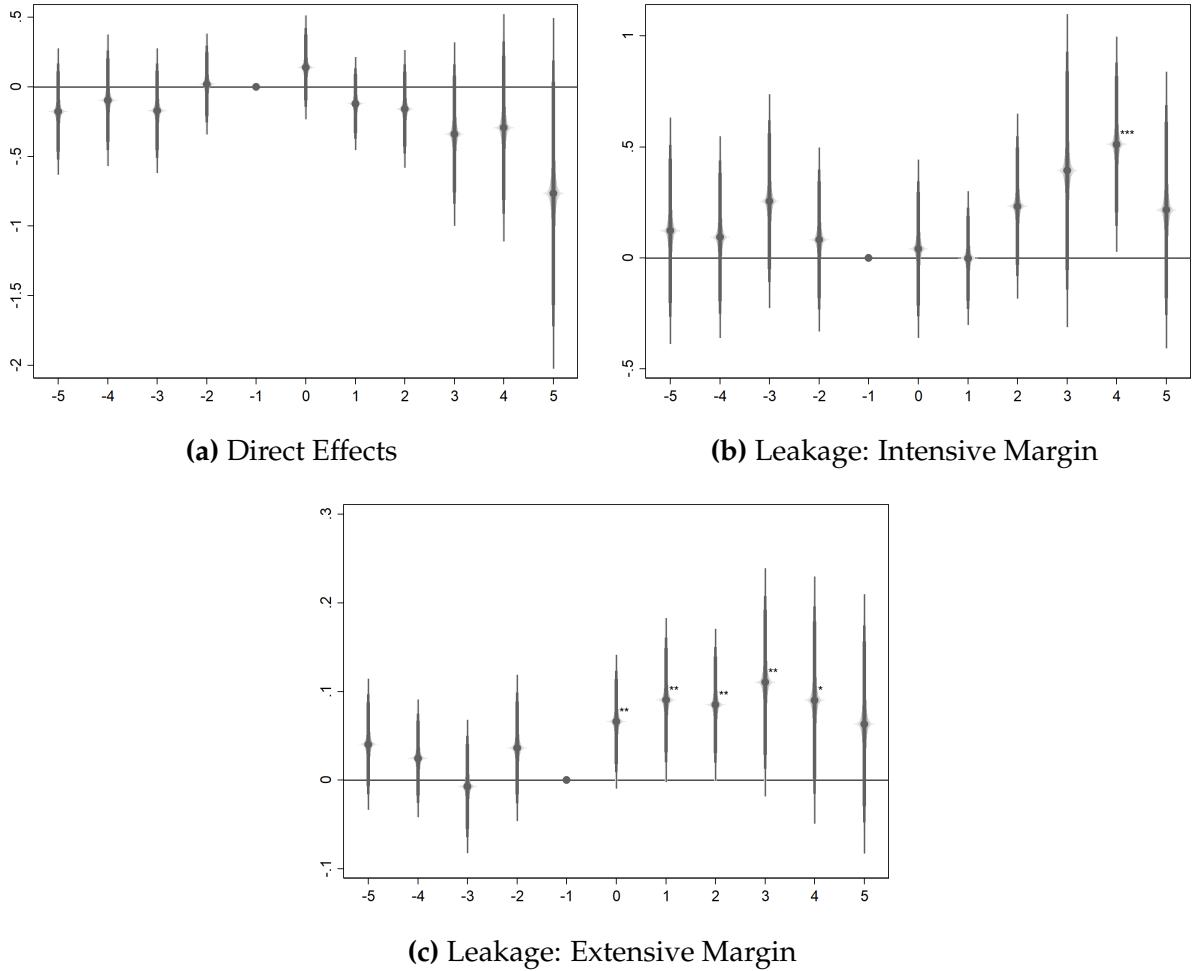 .5
0
-.5
-1
-1.5
-2
-5 -4 -3 -2 -1 0 1 2 3 4 5
(a) Direct Effects
1
.5
0
-.5
***
-5 -4 -3 -2 -1 0 1 2 3 4 5
(b) Leakage: Intensive Margin
.3
.2
.1
0
-.1
** ** ** ** *
-5 -4 -3 -2 -1 0 1 2 3 4 5
(c) Leakage: Extensive Margin